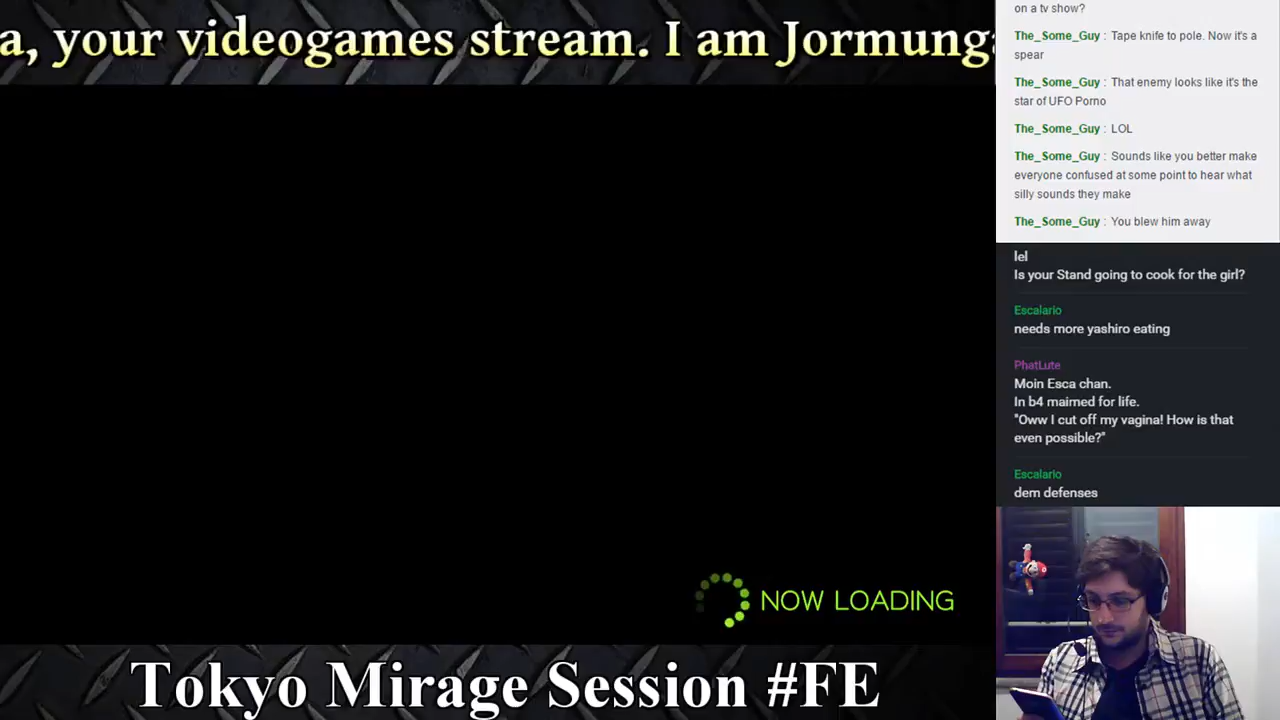 a, your videogames stream. I am Jormung
on a tv show?
The_Some_Guy : Tape knife to pole. Now it's a
spear
The_Some_Guy : That enemy looks like it's the
star of UFO Porno
The_Some_Guy : LOL
The_Some_Guy : Sounds like you better make
everyone confused at some point to hear what
silly sounds they make
The_Some_Guy : You blew him away
lel
Is your Stand going to cook for the girl?
Escalario
needs more yashiro eating
PhatLute
Moin Esca chan.
In b4 maimed for life.
"Oww I cut off my vagina! How is that
even possible?"
Escalario
dem defenses
NOW LOADING
Tokyo Mirage Session #FE